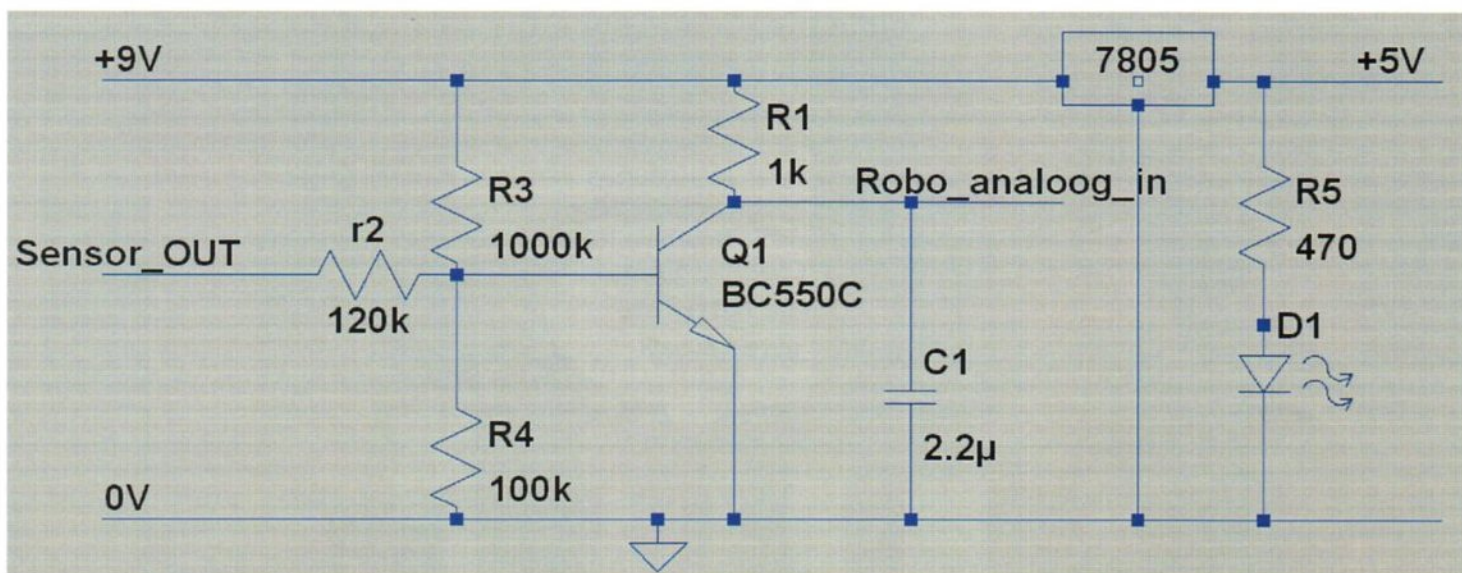 +9V
7805
+5V
R1
1k
Robo_analoog_in
R3
1000k
R5
470
Sensor_OUT
r2
120k
Q1
BC550C
D1
C1
2.2µ
R4
100k
0V